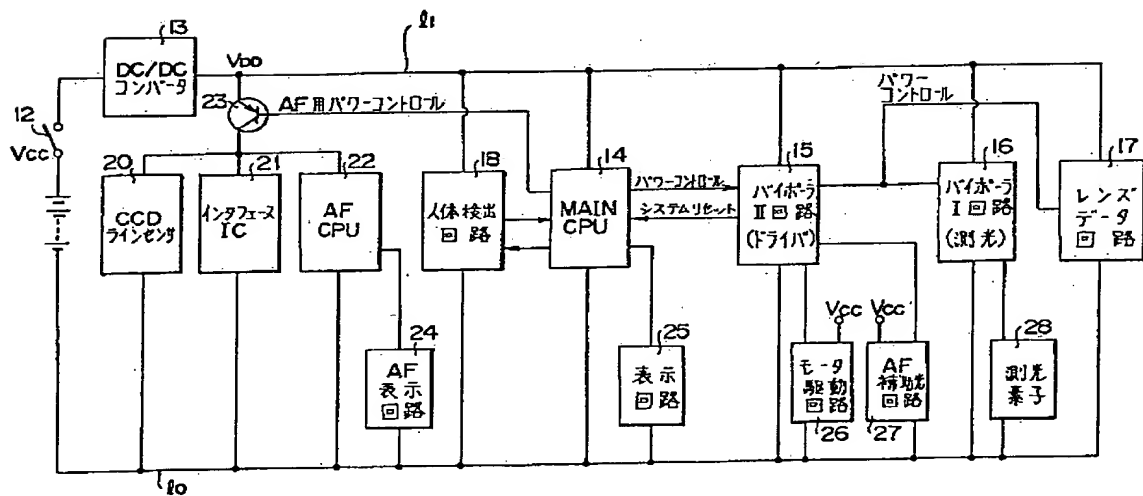 13
ℓ1
DC/DC
コンバータ
VDD
23
AF用パワーコントロール
パワー
コントロール
12
Vcc
20
CCD
ラインセンサ
21
インタフェース
IC
22
AF
CPU
18
人体検出
回路
14
MAIN
CPU
パワーコントロール
システムリセット
15
バイポーラ
II回路
(ドライバ)
16
バイポーラ
I回路
(測光)
17
レンズ
データ
回路
24
AF
表示
回路
25
表示
回路
Vcc
Vcc
モータ
駆動
回路
26
AF
補助光
回路
27
28
測光
素子
ℓ0